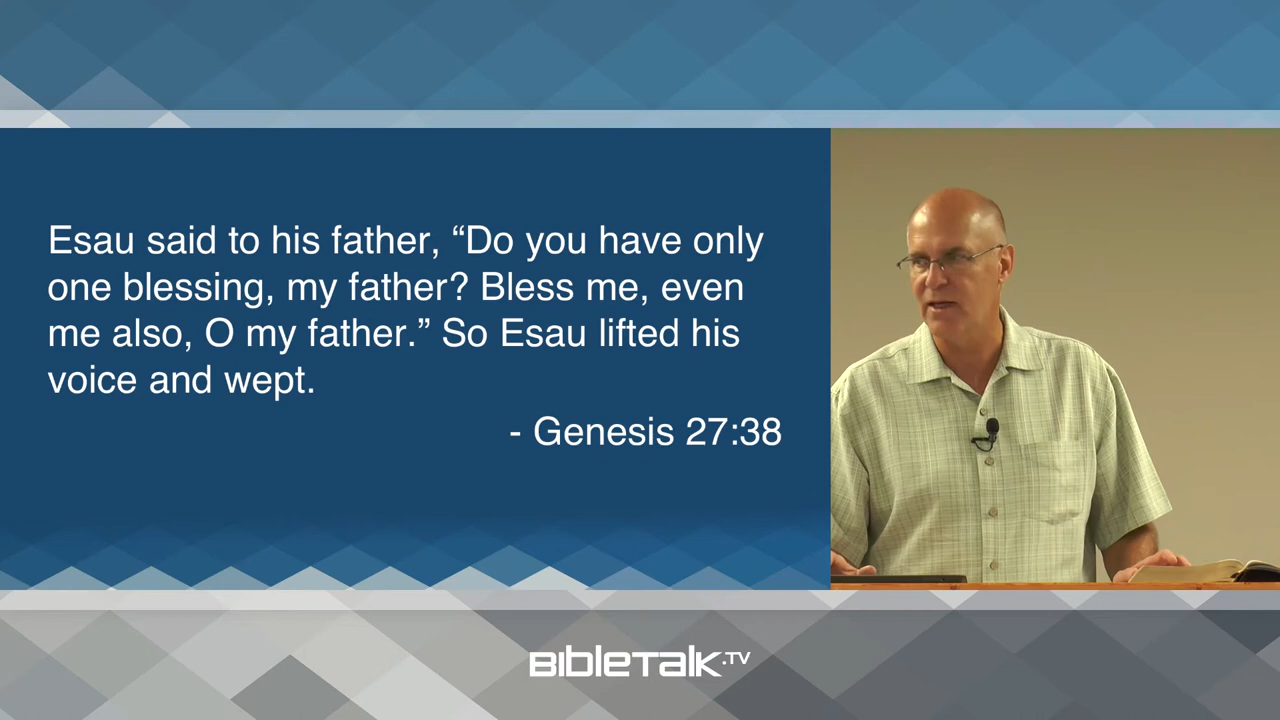 Esau said to his father, “Do you have only
one blessing, my father? Bless me, even
me also, O my father.” So Esau lifted his
voice and wept.
- Genesis 27:38
BIBLETALK.TV